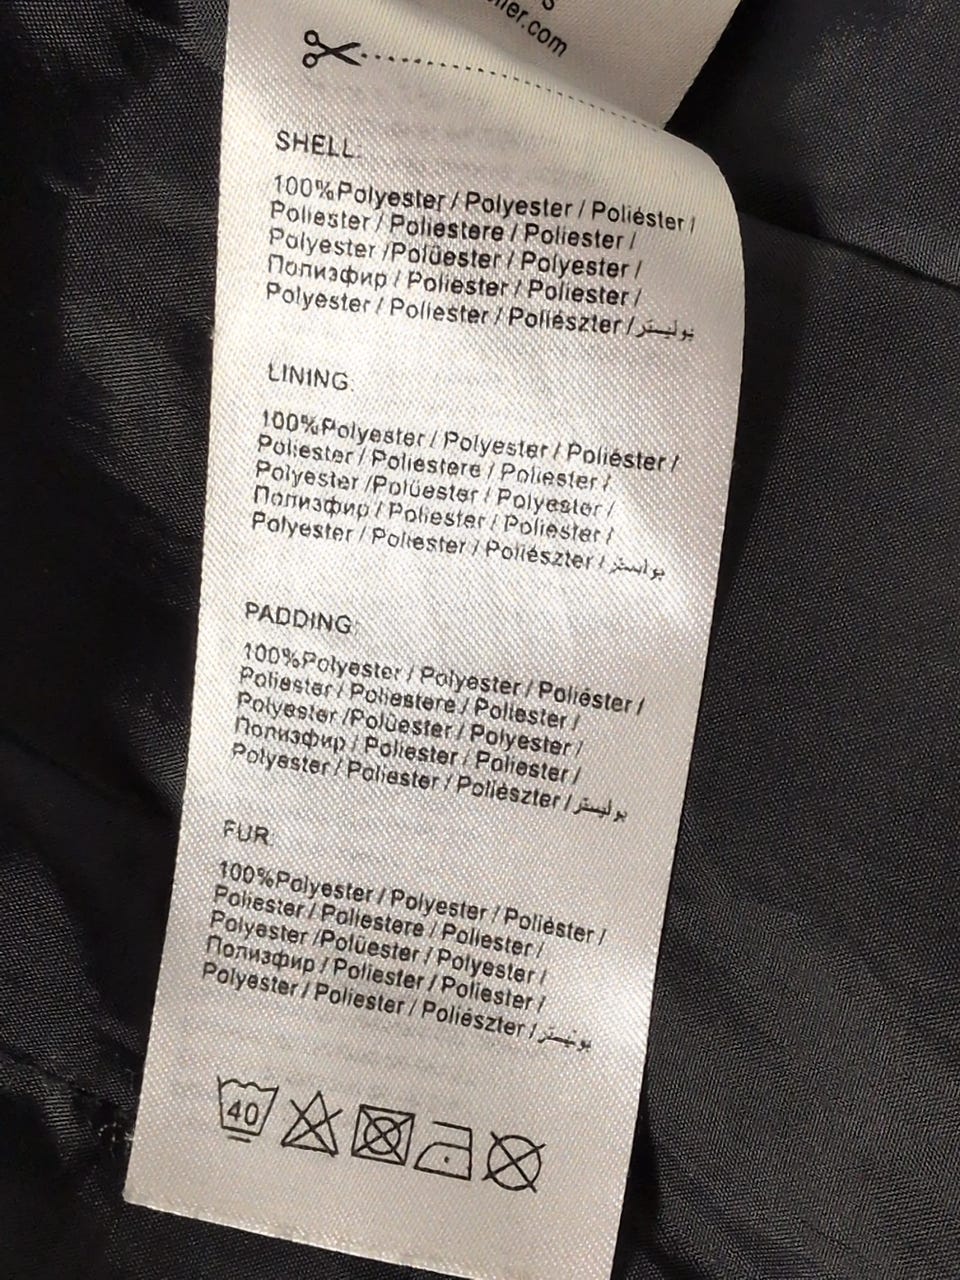 .com
SHELL:
100%Polyester / Polyester / Poliéster /
Poliester / Poliestere / Poliester /
Polyester /Polüester / Polyester /
Полиэфир / Poliester / Poliester /
Polyester / Poliester / Poliészter / بوليستر
LINING:
100%Polyester / Polyester / Poliéster /
Poliester / Poliestere / Poliester /
Polyester /Polüester / Polyester /
Полиэфир / Poliester / Poliester /
Polyester / Poliester / Poliészter / بوليستر
PADDING:
100%Polyester / Polyester / Poliéster /
Poliester / Poliestere / Poliester /
Polyester /Polüester / Polyester /
Полиэфир / Poliester / Poliester /
Polyester / Poliester / Poliészter / بوليستر
FUR:
100%Polyester / Polyester / Poliéster /
Poliester / Poliestere / Poliester /
Polyester /Polüester / Polyester /
Полиэфир / Poliester / Poliester /
Polyester / Poliester / Poliészter / بوليستر
40